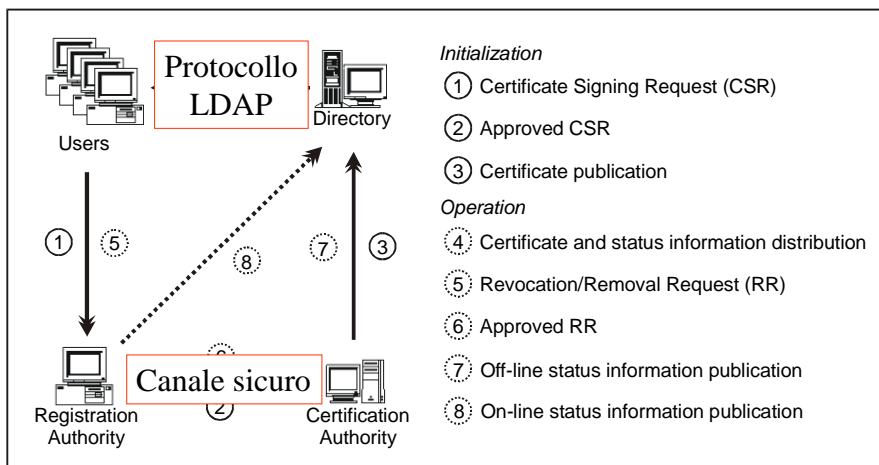 Protocollo
LDAP
Users
Directory
1
5
8
7
3
Canale sicuro
2
Registration
Authority
Certification
Authority
Initialization
1 Certificate Signing Request (CSR)
2 Approved CSR
3 Certificate publication
Operation
4 Certificate and status information distribution
5 Revocation/Removal Request (RR)
6 Approved RR
7 Off-line status information publication
8 On-line status information publication